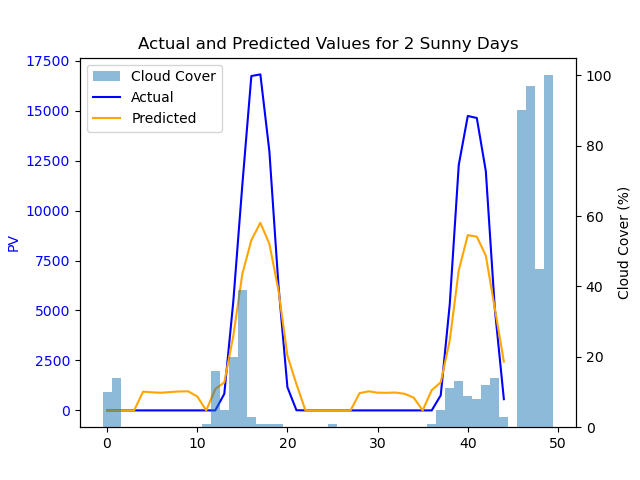 Actual and Predicted Values for 2 Sunny Days
Cloud Cover
Actual
Predicted
PV
17500
15000
12500
10000
7500
5000
2500
0
Cloud Cover (%)
100
80
60
40
20
0
0 10 20 30 40 50